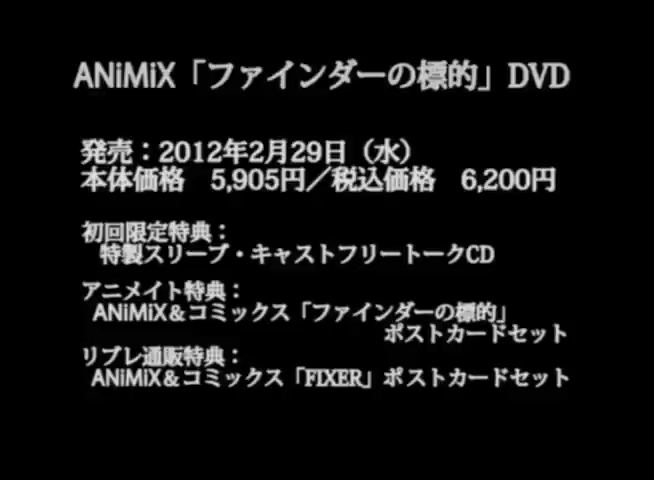 ANiMiX「ファインダーの標的」DVD
発売：2012年2月29日（水）
本体価格　5,905円／税込価格　6,200円
初回限定特典：
特製スリーブ・キャストフリートークCD
アニメイト特典：
ANiMiX＆コミックス「ファインダーの標的」
ポストカードセット
リブレ通販特典：
ANiMiX＆コミックス「FIXER」ポストカードセット